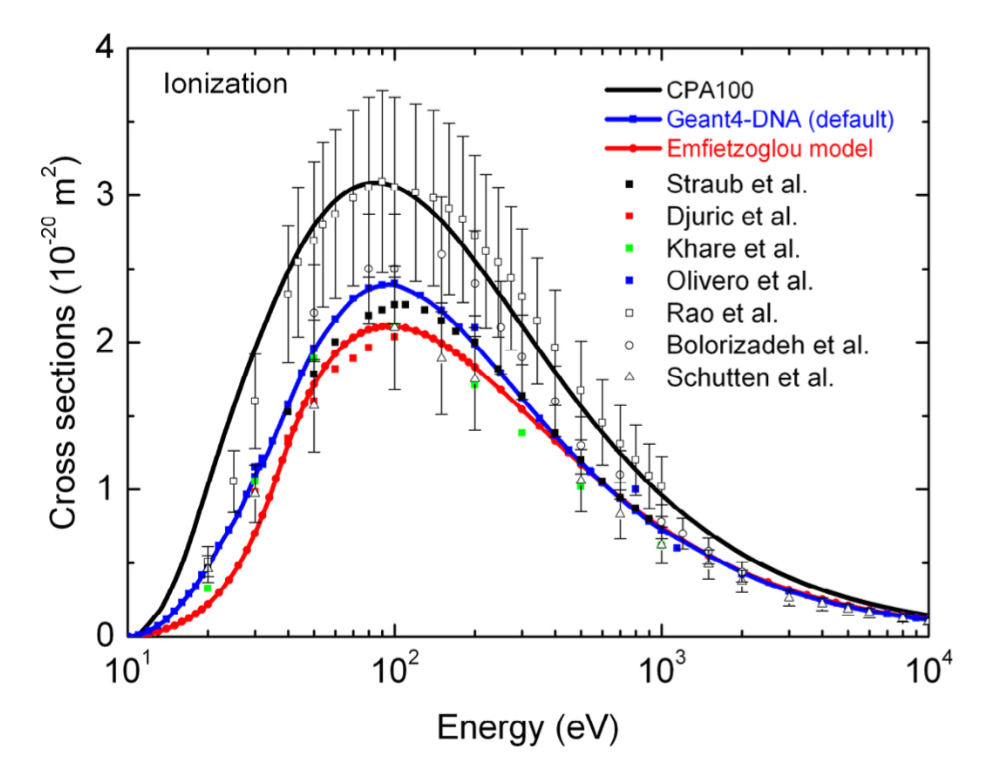 Ionization
CPA100
Geant4-DNA (default)
Emfietzoglou model
Straub et al.
Djuric et al.
Khare et al.
Olivero et al.
Rao et al.
Bolorizadeh et al.
Schutten et al.
Cross sections (10⁻²⁰ m²)
4
3
2
1
0
10¹ 10² 10³ 10⁴
Energy (eV)